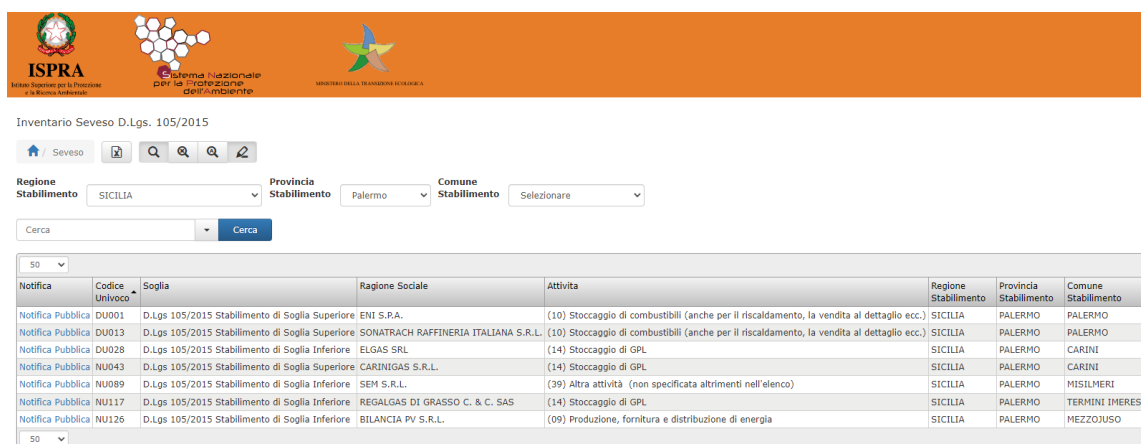 ISPRA
Istituto Superiore per la Protezione
e la Ricerca Ambientale
Sistema Nazionale
per la Protezione
dell'Ambiente
MINISTERO DELLA TRANSIZIONE ECOLOGICA
Inventario Seveso D.Lgs. 105/2015
/ Seveso
Regione Stabilimento SICILIA Provincia Stabilimento Palermo Comune Stabilimento Selezionare
Cerca Cerca
50
Notifica Codice Univoco Soglia Ragione Sociale Attivita Regione Stabilimento Provincia Stabilimento Comune Stabilimento
Notifica Pubblica DU001 D.Lgs 105/2015 Stabilimento di Soglia Superiore ENI S.P.A. (10) Stoccaggio di combustibili (anche per il riscaldamento, la vendita al dettaglio ecc.) SICILIA PALERMO PALERMO
Notifica Pubblica DU013 D.Lgs 105/2015 Stabilimento di Soglia Superiore SONATRACH RAFFINERIA ITALIANA S.R.L. (10) Stoccaggio di combustibili (anche per il riscaldamento, la vendita al dettaglio ecc.) SICILIA PALERMO PALERMO
Notifica Pubblica DU028 D.Lgs 105/2015 Stabilimento di Soglia Inferiore ELGAS SRL (14) Stoccaggio di GPL SICILIA PALERMO CARINI
Notifica Pubblica NU043 D.Lgs 105/2015 Stabilimento di Soglia Superiore CARINIGAS S.R.L. (14) Stoccaggio di GPL SICILIA PALERMO CARINI
Notifica Pubblica NU089 D.Lgs 105/2015 Stabilimento di Soglia Inferiore SEM S.R.L. (39) Altra attività (non specificata altrimenti nell'elenco) SICILIA PALERMO MISILMERI
Notifica Pubblica NU117 D.Lgs 105/2015 Stabilimento di Soglia Inferiore REGALGAS DI GRASSO C. & C. SAS (14) Stoccaggio di GPL SICILIA PALERMO TERMINI IMERES
Notifica Pubblica NU126 D.Lgs 105/2015 Stabilimento di Soglia Inferiore BILANCIA PV S.R.L. (09) Produzione, fornitura e distribuzione di energia SICILIA PALERMO MEZZOJUSO
50